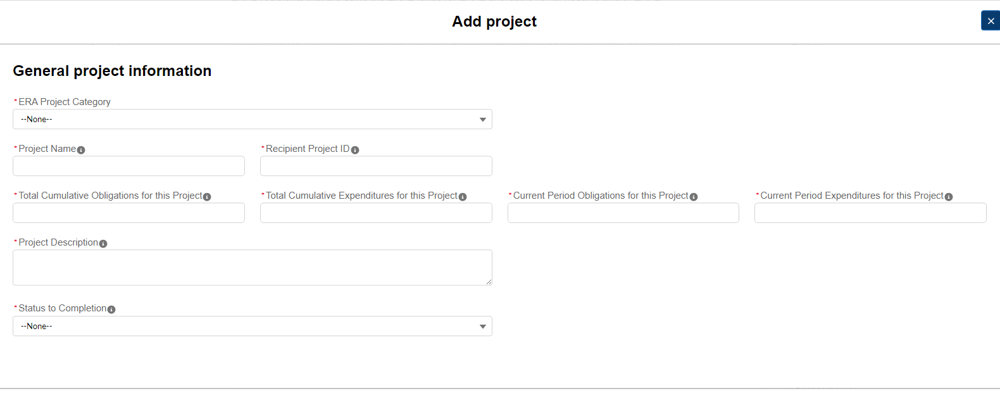 Add project
General project information
*ERA Project Category
--None--
*Project Name
*Recipient Project ID
*Total Cumulative Obligations for this Project
*Total Cumulative Expenditures for this Project
*Current Period Obligations for this Project
*Current Period Expenditures for this Project
*Project Description
*Status to Completion
--None--